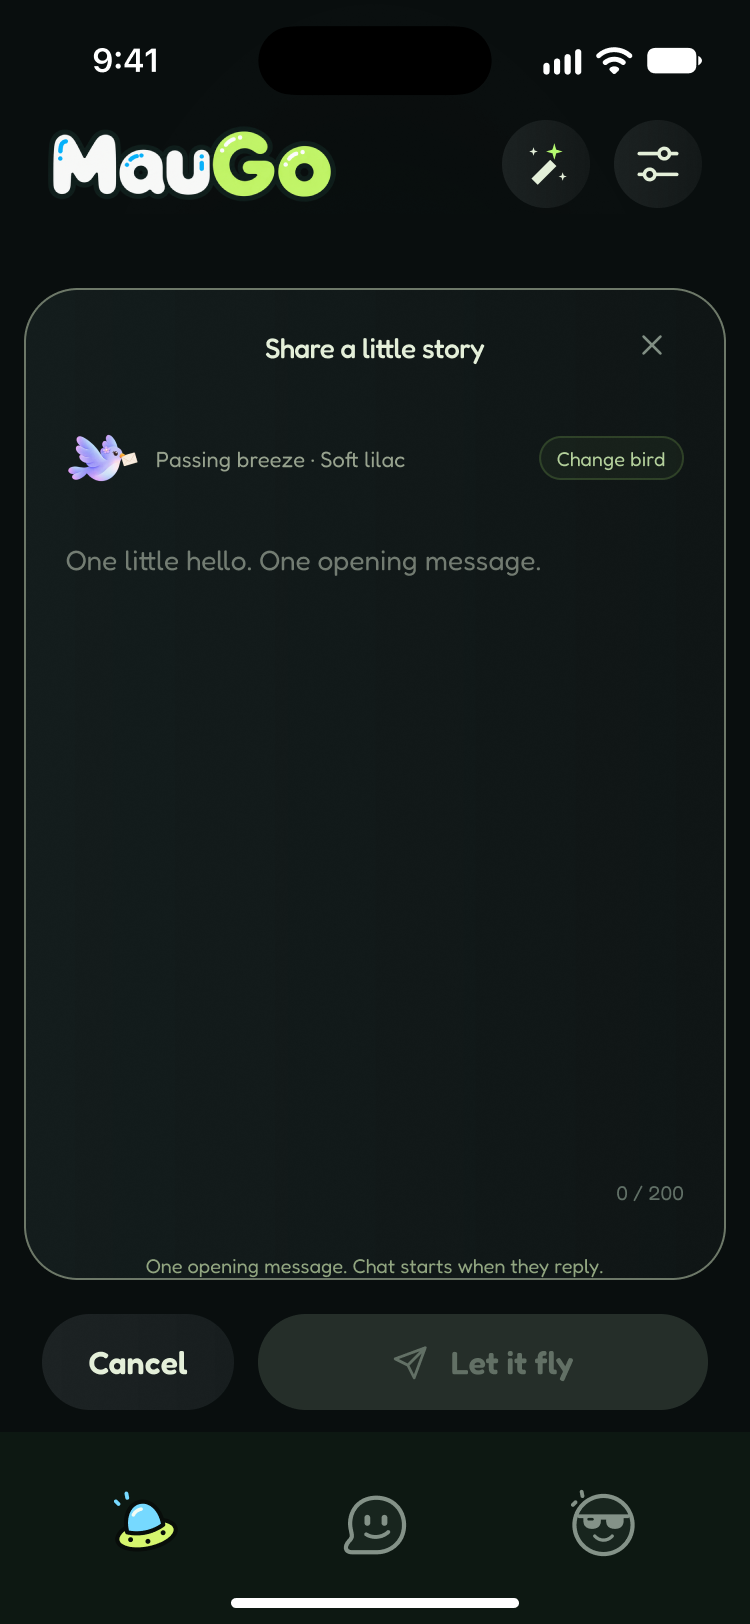 9:41
MauGo
Share a little story
Passing breeze · Soft lilac
Change bird
One little hello. One opening message.
0 / 200
One opening message. Chat starts when they reply.
Cancel
Let it fly